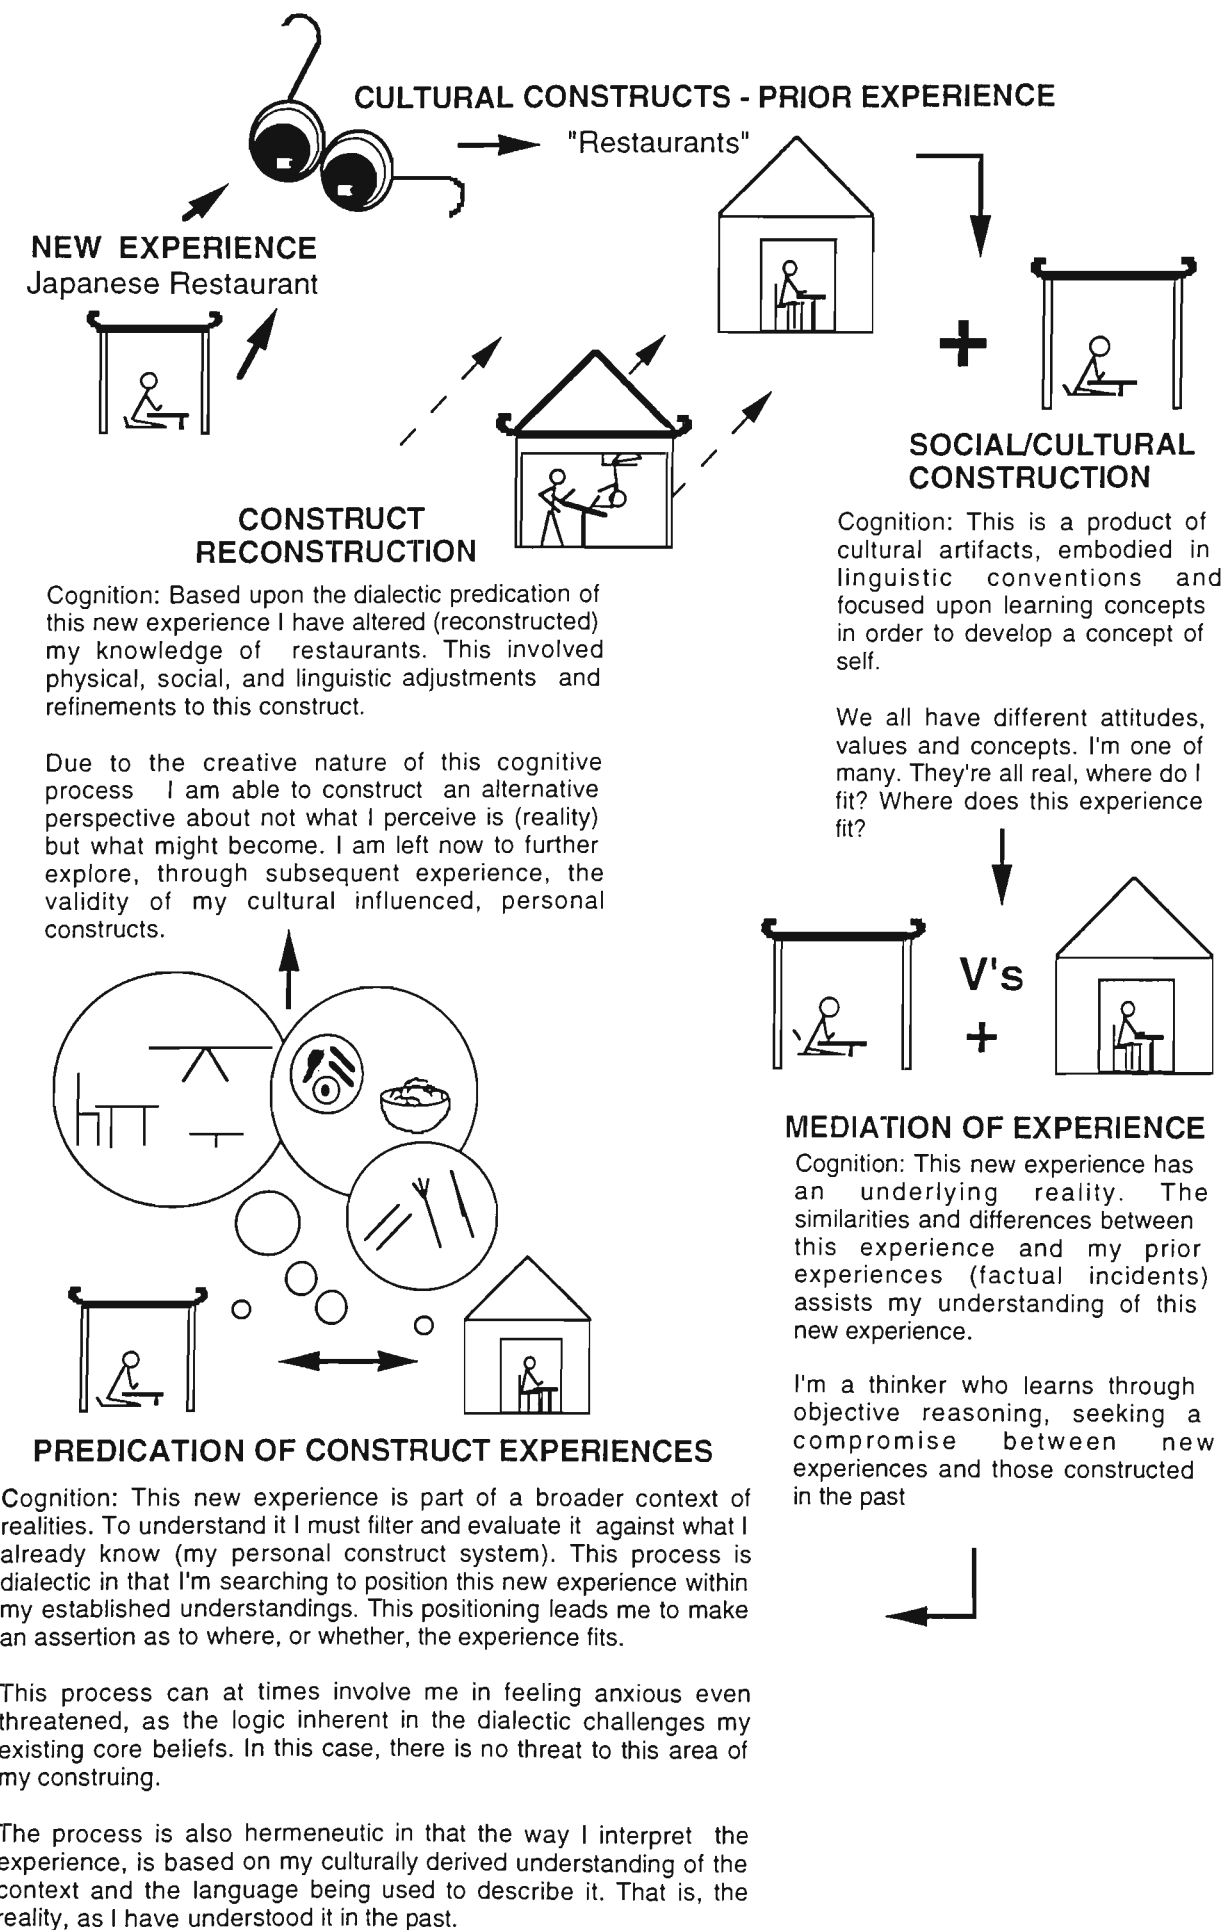 CULTURAL CONSTRUCTS - PRIOR EXPERIENCE
"Restaurants"
NEW EXPERIENCE
Japanese Restaurant
SOCIAL/CULTURAL
CONSTRUCTION
Cognition: This is a product of
cultural artifacts, embodied in
linguistic conventions and
focused upon learning concepts
in order to develop a concept of
self.
We all have different attitudes,
values and concepts. I'm one of
many. They're all real, where do I
fit? Where does this experience
fit?
V's
+
MEDIATION OF EXPERIENCE
Cognition: This new experience has
an underlying reality. The
similarities and differences between
this experience and my prior
experiences (factual incidents)
assists my understanding of this
new experience.
I'm a thinker who learns through
objective reasoning, seeking a
compromise between new
experiences and those constructed
in the past
CONSTRUCT
RECONSTRUCTION
Cognition: Based upon the dialectic predication of
this new experience I have altered (reconstructed)
my knowledge of restaurants. This involved
physical, social, and linguistic adjustments and
refinements to this construct.
Due to the creative nature of this cognitive
process I am able to construct an alternative
perspective about not what I perceive is (reality)
but what might become. I am left now to further
explore, through subsequent experience, the
validity of my cultural influenced, personal
constructs.
PREDICATION OF CONSTRUCT EXPERIENCES
Cognition: This new experience is part of a broader context of
realities. To understand it I must filter and evaluate it against what I
already know (my personal construct system). This process is
dialectic in that I'm searching to position this new experience within
my established understandings. This positioning leads me to make
an assertion as to where, or whether, the experience fits.
This process can at times involve me in feeling anxious even
threatened, as the logic inherent in the dialectic challenges my
existing core beliefs. In this case, there is no threat to this area of
my construing.
The process is also hermeneutic in that the way I interpret the
experience, is based on my culturally derived understanding of the
context and the language being used to describe it. That is, the
reality, as I have understood it in the past.